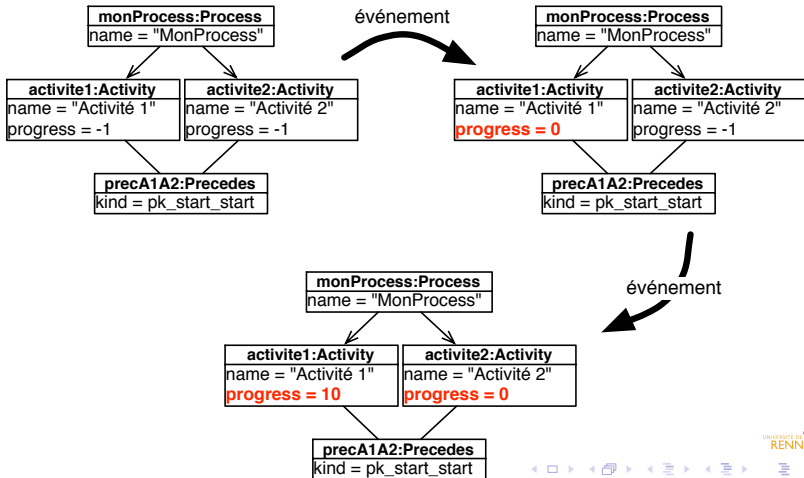 monProcess:Process
name = "MonProcess"
activite1:Activity
name = "Activité 1"
progress = -1
activite2:Activity
name = "Activité 2"
progress = -1
precA1A2:Precedes
kind = pk_start_start
événement
monProcess:Process
name = "MonProcess"
activite1:Activity
name = "Activité 1"
progress = 0
activite2:Activity
name = "Activité 2"
progress = -1
precA1A2:Precedes
kind = pk_start_start
événement
monProcess:Process
name = "MonProcess"
activite1:Activity
name = "Activité 1"
progress = 10
activite2:Activity
name = "Activité 2"
progress = 0
precA1A2:Precedes
kind = pk_start_start
UNIVERSITÉ DE
RENN